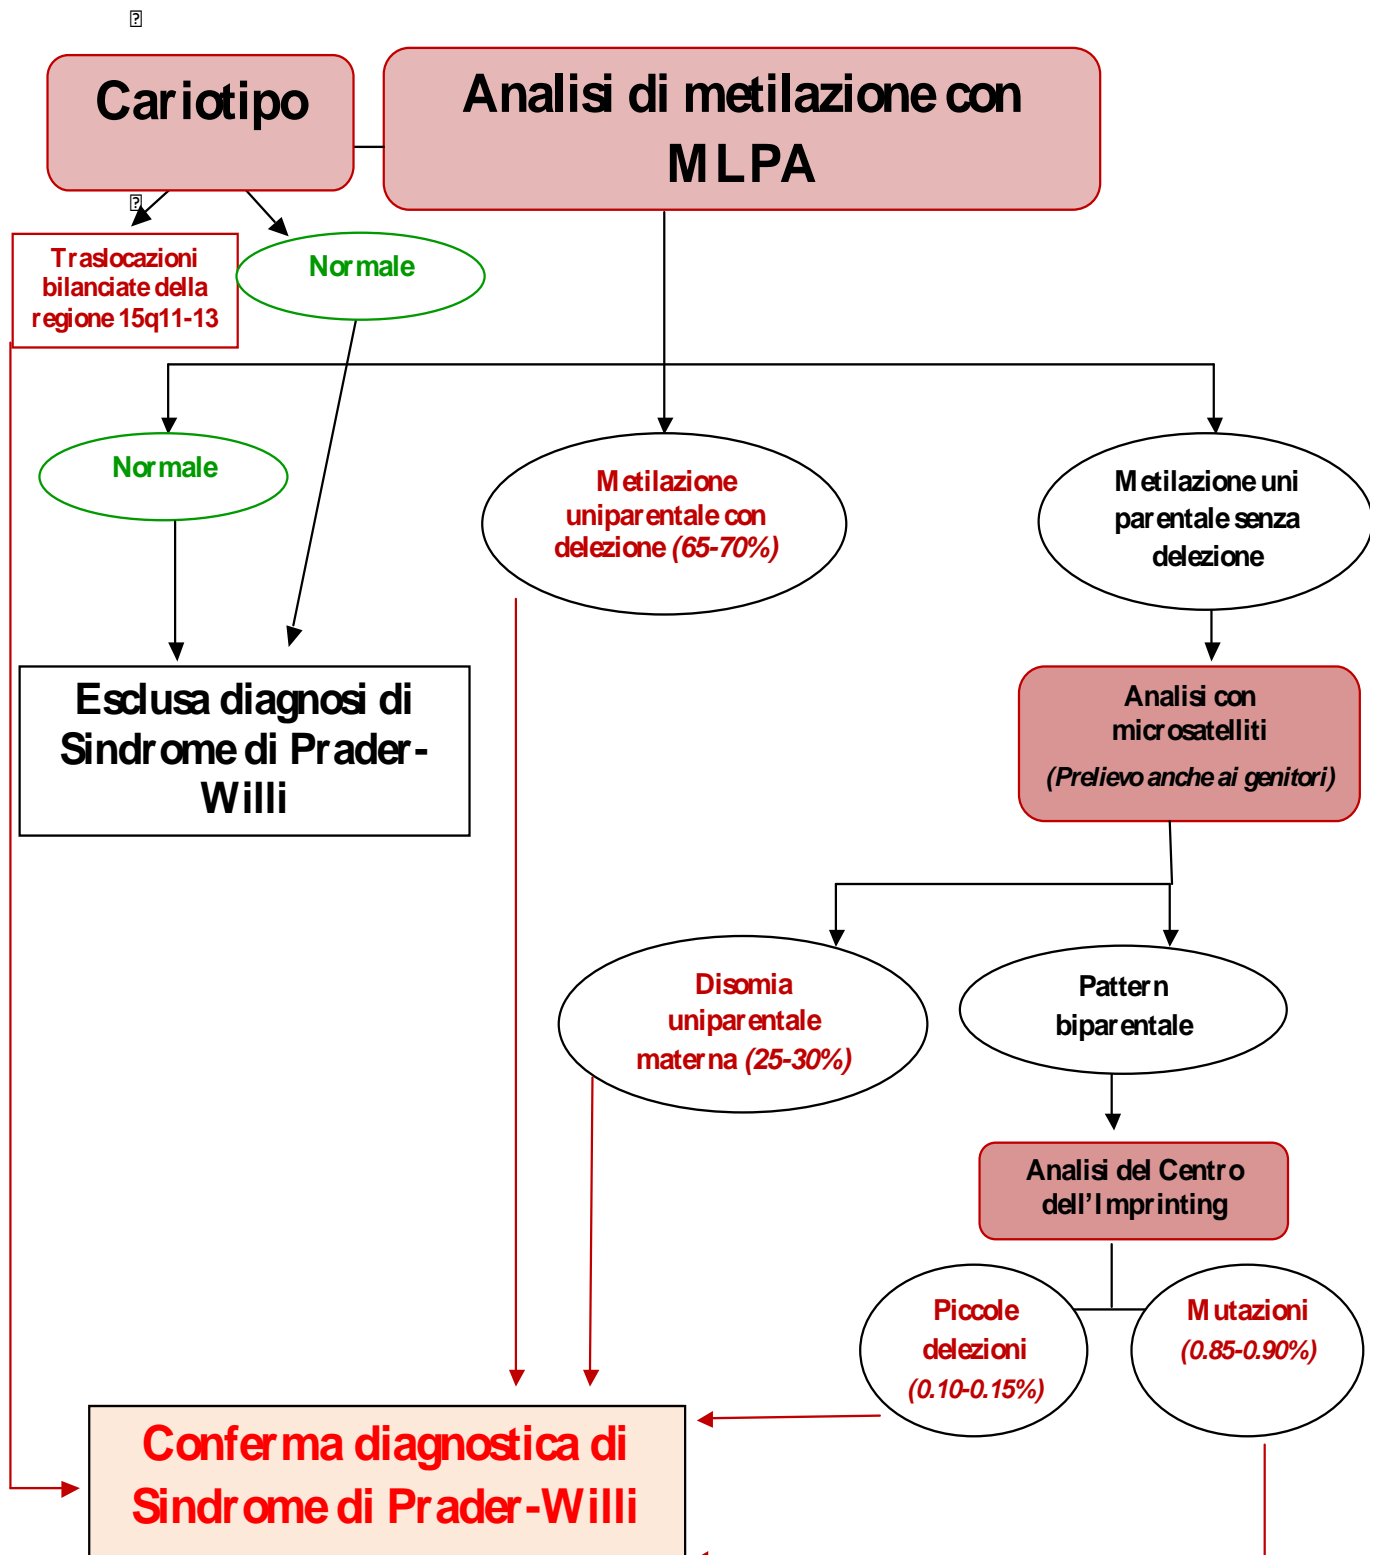 Cariotipo
Analisi di metilazione con
MLPA
Traslocazioni
bilanciate della
regione 15q11-13
Normale
Normale
Metilazione
uniparentale con
delezione (65-70%)
Metilazione uni
parentale senza
delezione
Esclusa diagnosi di
Sindrome di Prader-
Willi
Analisi con
microsatelliti
(Prelievo anche ai genitori)
Disomia
uniparentale
materna (25-30%)
Pattern
biparentale
Analisi del Centro
dell'Imprinting
Piccole
delezioni
(0.10-0.15%)
Mutazioni
(0.85-0.90%)
Conferma diagnostica di
Sindrome di Prader-Willi